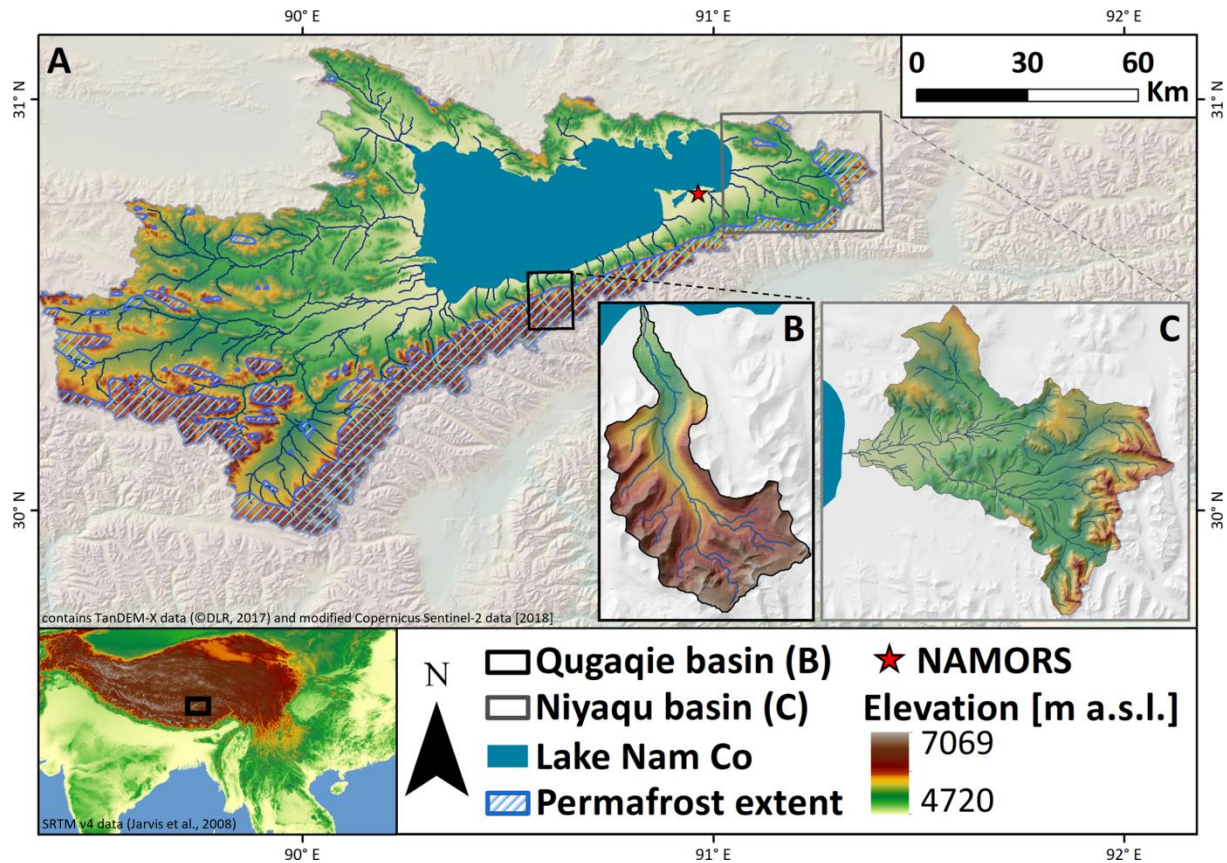 90° E
91° E
92° E
A
0 30 60
Km
31° N
31° N
B
C
30° N
30° N
contains TanDEM-X data (©DLR, 2017) and modified Copernicus Sentinel-2 data [2018]
SRTM v4 data (Jarvis et al., 2008)
N
Qugaqie basin (B)
Niyaqu basin (C)
Lake Nam Co
Permafrost extent
NAMORS
Elevation [m a.s.l.]
7069
4720
90° E
91° E
92° E